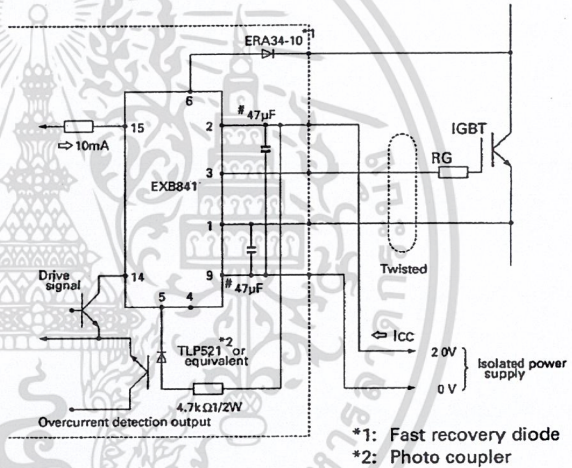 ERA34-10 *1
6
# 47μF
15
2
IGBT
⇨ 10mA
3
RG
EXB841
1
Twisted
Drive
signal
14
9
# 47μF
5 4
TLP521 *2 or
equivalent
⇦ Icc
20V
Isolated power
supply
0V
4.7kΩ1/2W
Overcurrent detection output
*1: Fast recovery diode
*2: Photo coupler